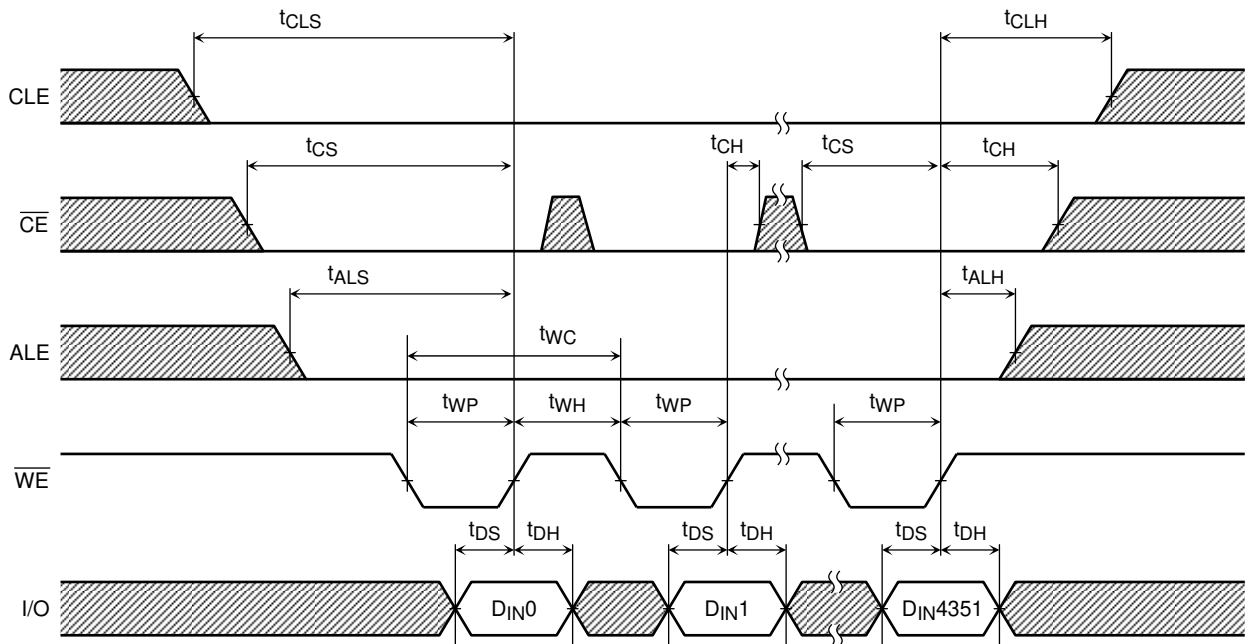 tCLS
tCLH
CLE
tCS
tCH
tCS
tCH
CE
tALS
tALH
tWC
ALE
tWP
tWH
tWP
tWP
WE
tDS
tDH
tDS
tDH
tDS
tDH
I/O
DIN0
DIN1
DIN4351